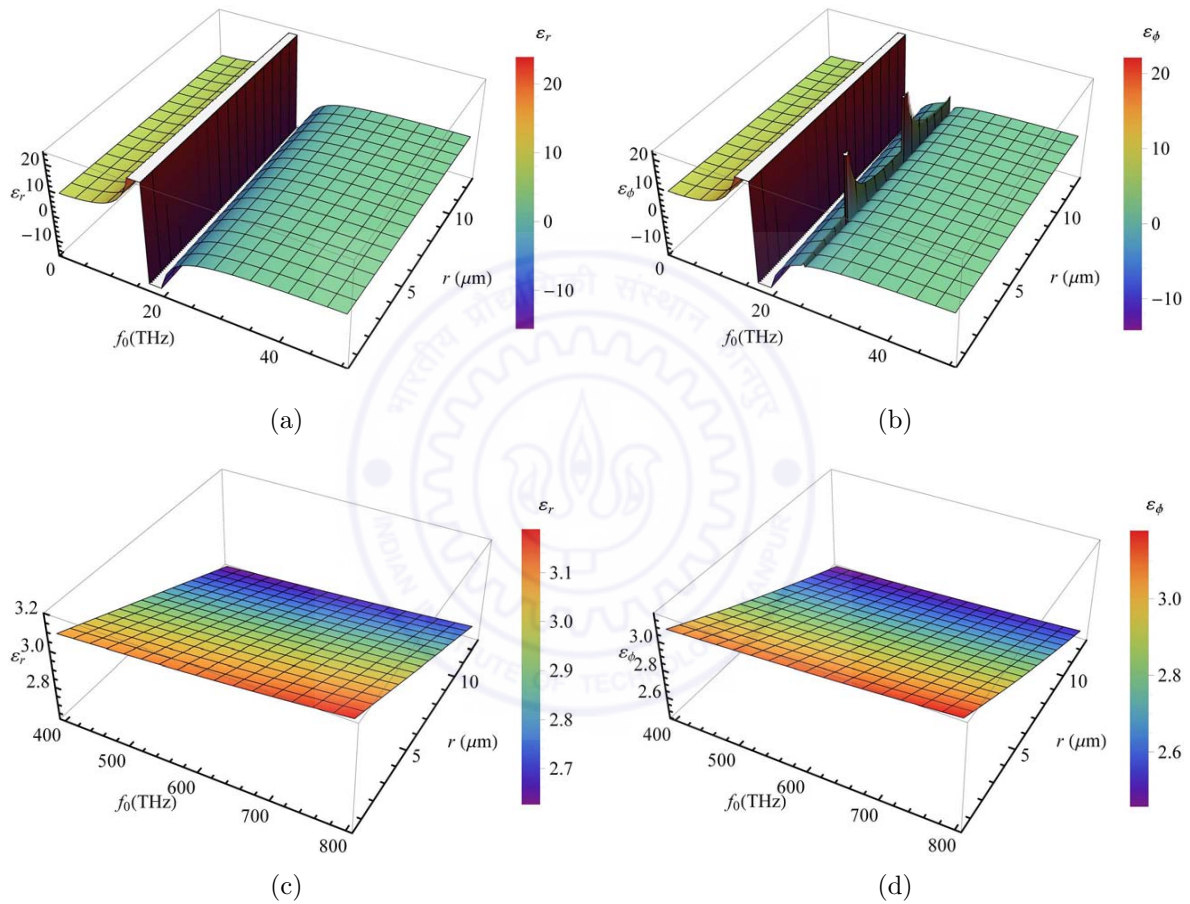 ε_r
20
10
0
−10
ε_r
20
10
0
−10
0
20
40
f_0(THz)
5
10
r (μm)
(a)
ε_ϕ
20
10
0
−10
ε_ϕ
20
10
0
−10
0
20
40
f_0(THz)
5
10
r (μm)
(b)
ε_r
3.1
3.0
2.9
2.8
2.7
3.2
3.0
ε_r
2.8
400
500
600
700
800
f_0(THz)
5
10
r (μm)
(c)
ε_ϕ
3.0
2.8
2.6
3.0
2.8
ε_ϕ
2.6
400
500
600
700
800
f_0(THz)
5
10
r (μm)
(d)
भारतीय प्रौद्योगिकी संस्थान कानपुर
INDIAN INSTITUTE OF TECHNOLOGY KANPUR